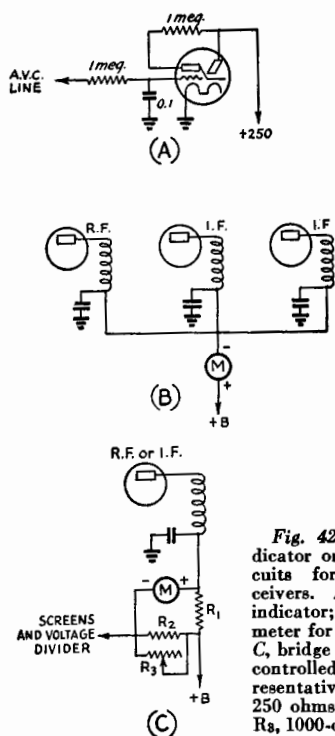 1 meg.
1 meg.
A.V.C.
LINE
0.1
+250
(A)
R.F.
I.F.
I.F
-
M
+
+B
(B)
R.F. or I.F.
- M +
R1
SCREENS
AND VOLTAGE
DIVIDER
R2
R3
+B
(C)
Fig. 42
dicator or
cuits for
ceivers.
indicator;
meter for
C, bridge
controlled
resentativ
250 ohms
R3, 1000-o